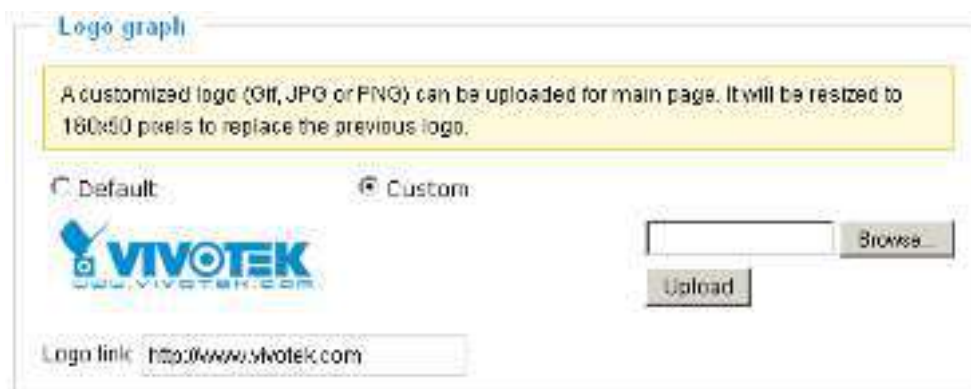 Logo graph
A customized logo (Gif, JPG or PNG) can be uploaded for main page. It will be resized to
160x50 pixels to replace the previous logo.
Default Custom
VIVOTEK
www.vivotek.com
Browse...
Upload
Logo link http://www.vivotek.com